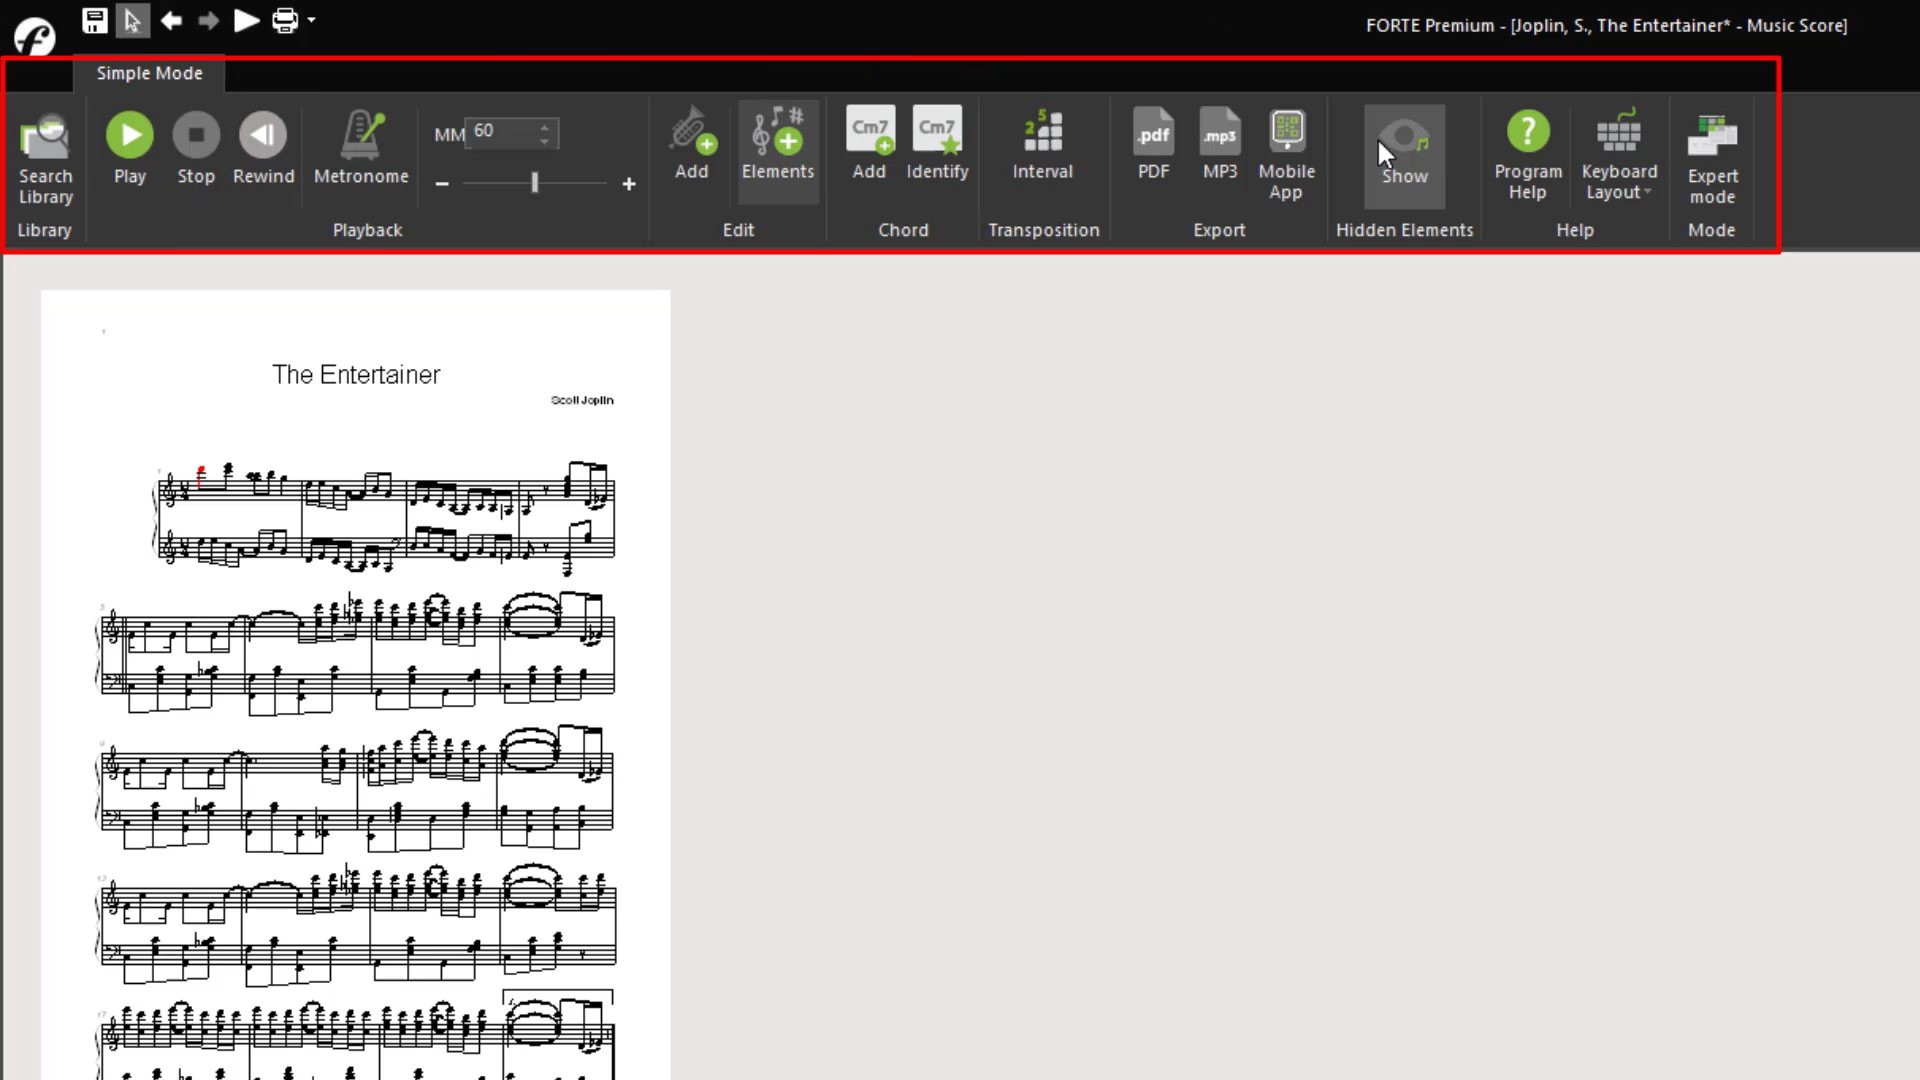 FORTE Premium - [Joplin, S., The Entertainer* - Music Score]
Simple Mode
Search Library
Play
Stop
Rewind
Metronome
MM 60
Add
Elements
Cm7
Add
Cm7
Identify
2 5
Interval
.pdf
PDF
.mp3
MP3
Mobile App
Show
?
Program Help
Keyboard Layout
Expert mode
Library
Playback
Edit
Chord
Transposition
Export
Hidden Elements
Help
Mode
The Entertainer
Scott Joplin